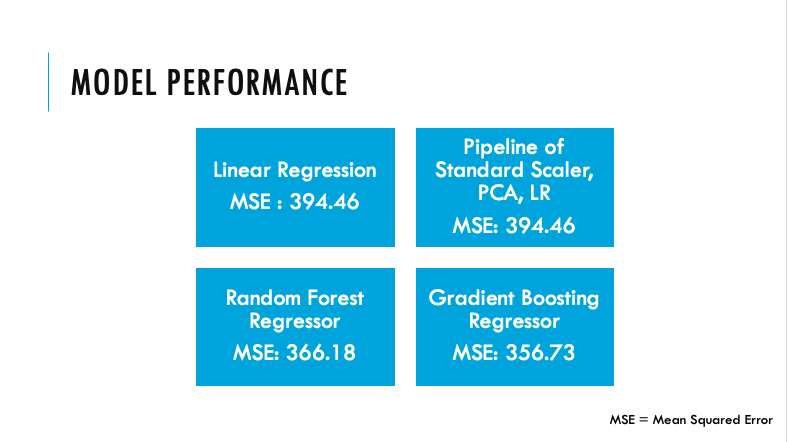 MODEL PERFORMANCE
Linear Regression
MSE : 394.46
Pipeline of
Standard Scaler,
PCA, LR
MSE: 394.46
Random Forest
Regressor
MSE: 366.18
Gradient Boosting
Regressor
MSE: 356.73
MSE = Mean Squared Error